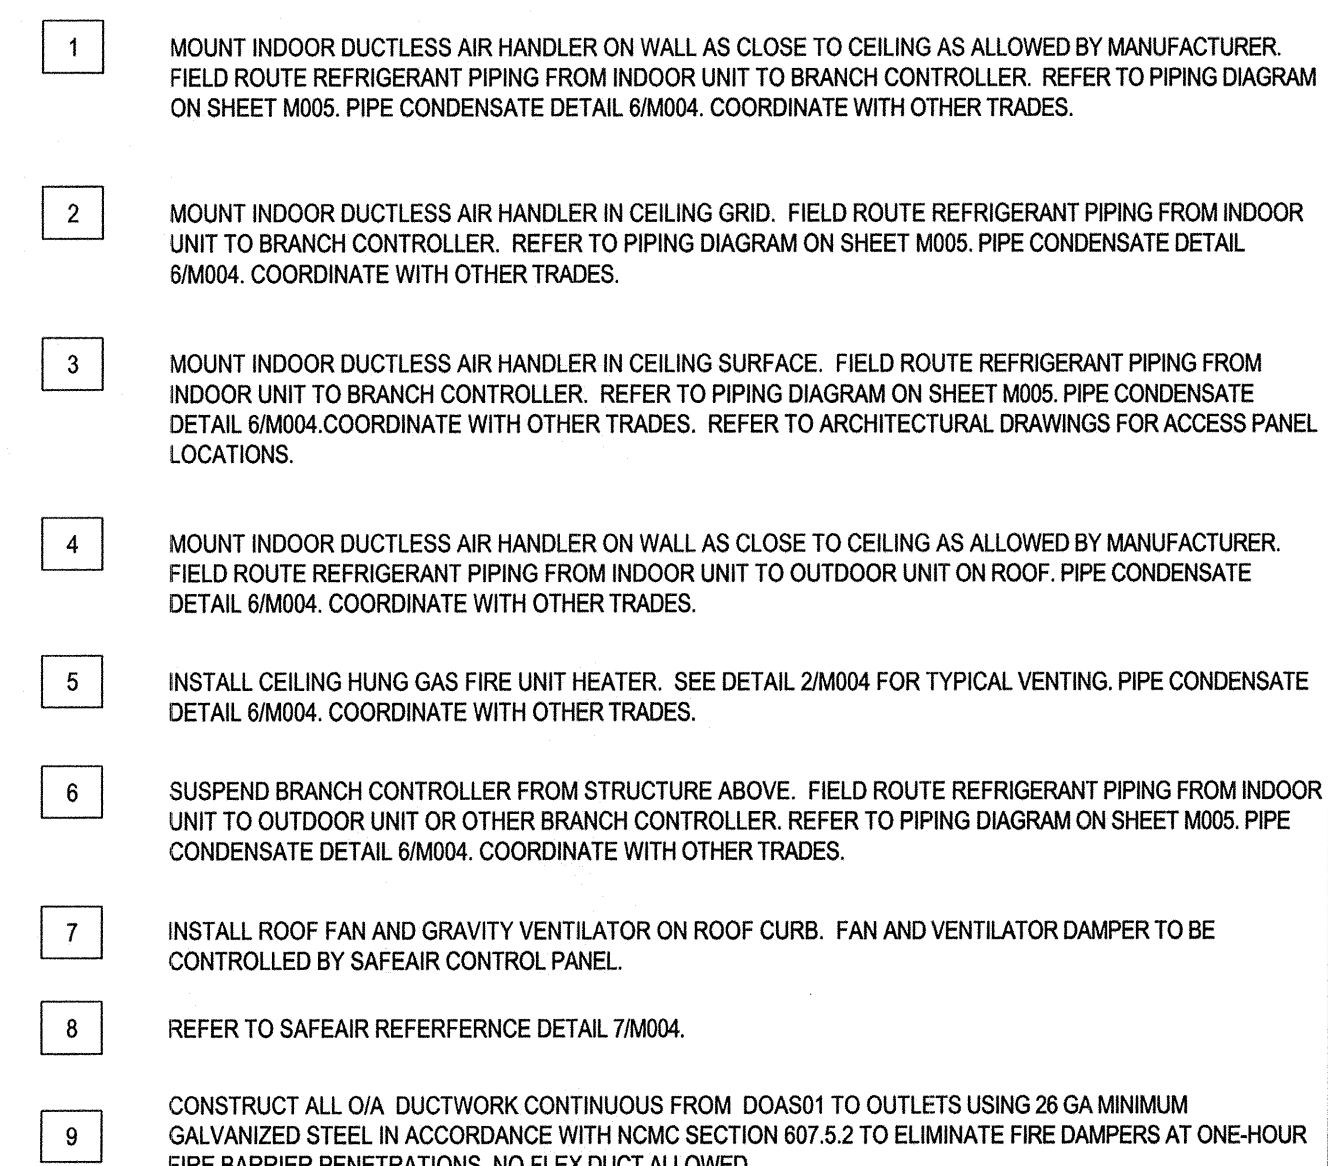 1
MOUNT INDOOR DUCTLESS AIR HANDLER ON WALL AS CLOSE TO CEILING AS ALLOWED BY MANUFACTURER.
FIELD ROUTE REFRIGERANT PIPING FROM INDOOR UNIT TO BRANCH CONTROLLER. REFER TO PIPING DIAGRAM
ON SHEET M005. PIPE CONDENSATE DETAIL 6/M004. COORDINATE WITH OTHER TRADES.
2
MOUNT INDOOR DUCTLESS AIR HANDLER IN CEILING GRID. FIELD ROUTE REFRIGERANT PIPING FROM INDOOR
UNIT TO BRANCH CONTROLLER. REFER TO PIPING DIAGRAM ON SHEET M005. PIPE CONDENSATE DETAIL
6/M004. COORDINATE WITH OTHER TRADES.
3
MOUNT INDOOR DUCTLESS AIR HANDLER IN CEILING SURFACE. FIELD ROUTE REFRIGERANT PIPING FROM
INDOOR UNIT TO BRANCH CONTROLLER. REFER TO PIPING DIAGRAM ON SHEET M005. PIPE CONDENSATE
DETAIL 6/M004.COORDINATE WITH OTHER TRADES. REFER TO ARCHITECTURAL DRAWINGS FOR ACCESS PANEL
LOCATIONS.
4
MOUNT INDOOR DUCTLESS AIR HANDLER ON WALL AS CLOSE TO CEILING AS ALLOWED BY MANUFACTURER.
FIELD ROUTE REFRIGERANT PIPING FROM INDOOR UNIT TO OUTDOOR UNIT ON ROOF. PIPE CONDENSATE
DETAIL 6/M004. COORDINATE WITH OTHER TRADES.
5
INSTALL CEILING HUNG GAS FIRE UNIT HEATER. SEE DETAIL 2/M004 FOR TYPICAL VENTING. PIPE CONDENSATE
DETAIL 6/M004. COORDINATE WITH OTHER TRADES.
6
SUSPEND BRANCH CONTROLLER FROM STRUCTURE ABOVE. FIELD ROUTE REFRIGERANT PIPING FROM INDOOR
UNIT TO OUTDOOR UNIT OR OTHER BRANCH CONTROLLER. REFER TO PIPING DIAGRAM ON SHEET M005. PIPE
CONDENSATE DETAIL 6/M004. COORDINATE WITH OTHER TRADES.
7
INSTALL ROOF FAN AND GRAVITY VENTILATOR ON ROOF CURB. FAN AND VENTILATOR DAMPER TO BE
CONTROLLED BY SAFEAIR CONTROL PANEL.
8
REFER TO SAFEAIR REFERFERNCE DETAIL 7/M004.
9
CONSTRUCT ALL O/A DUCTWORK CONTINUOUS FROM DOAS01 TO OUTLETS USING 26 GA MINIMUM
GALVANIZED STEEL IN ACCORDANCE WITH NCMC SECTION 607.5.2 TO ELIMINATE FIRE DAMPERS AT ONE-HOUR
FIRE BARRIER PENETRATIONS. NO FLEX DUCT ALLOWED